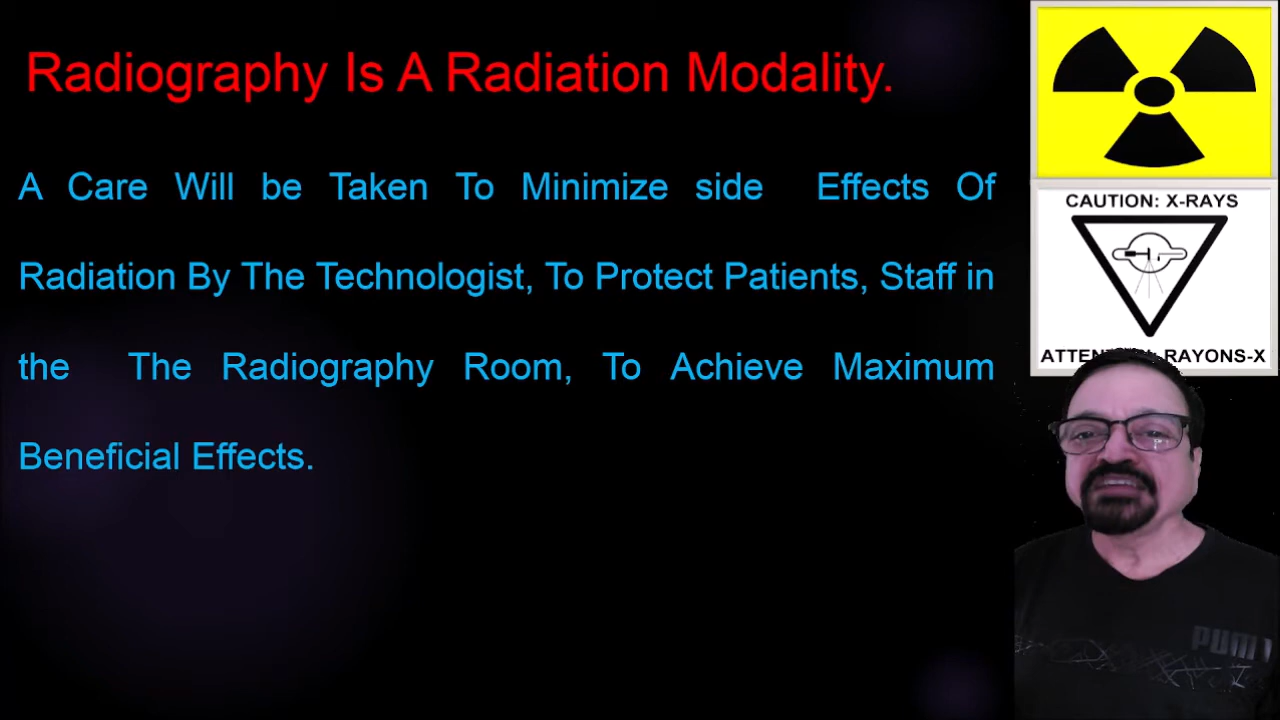 Radiography Is A Radiation Modality.
A Care Will be Taken To Minimize side Effects Of
Radiation By The Technologist, To Protect Patients, Staff in
the The Radiography Room, To Achieve Maximum
Beneficial Effects.
CAUTION: X-RAYS
RAYONS-X